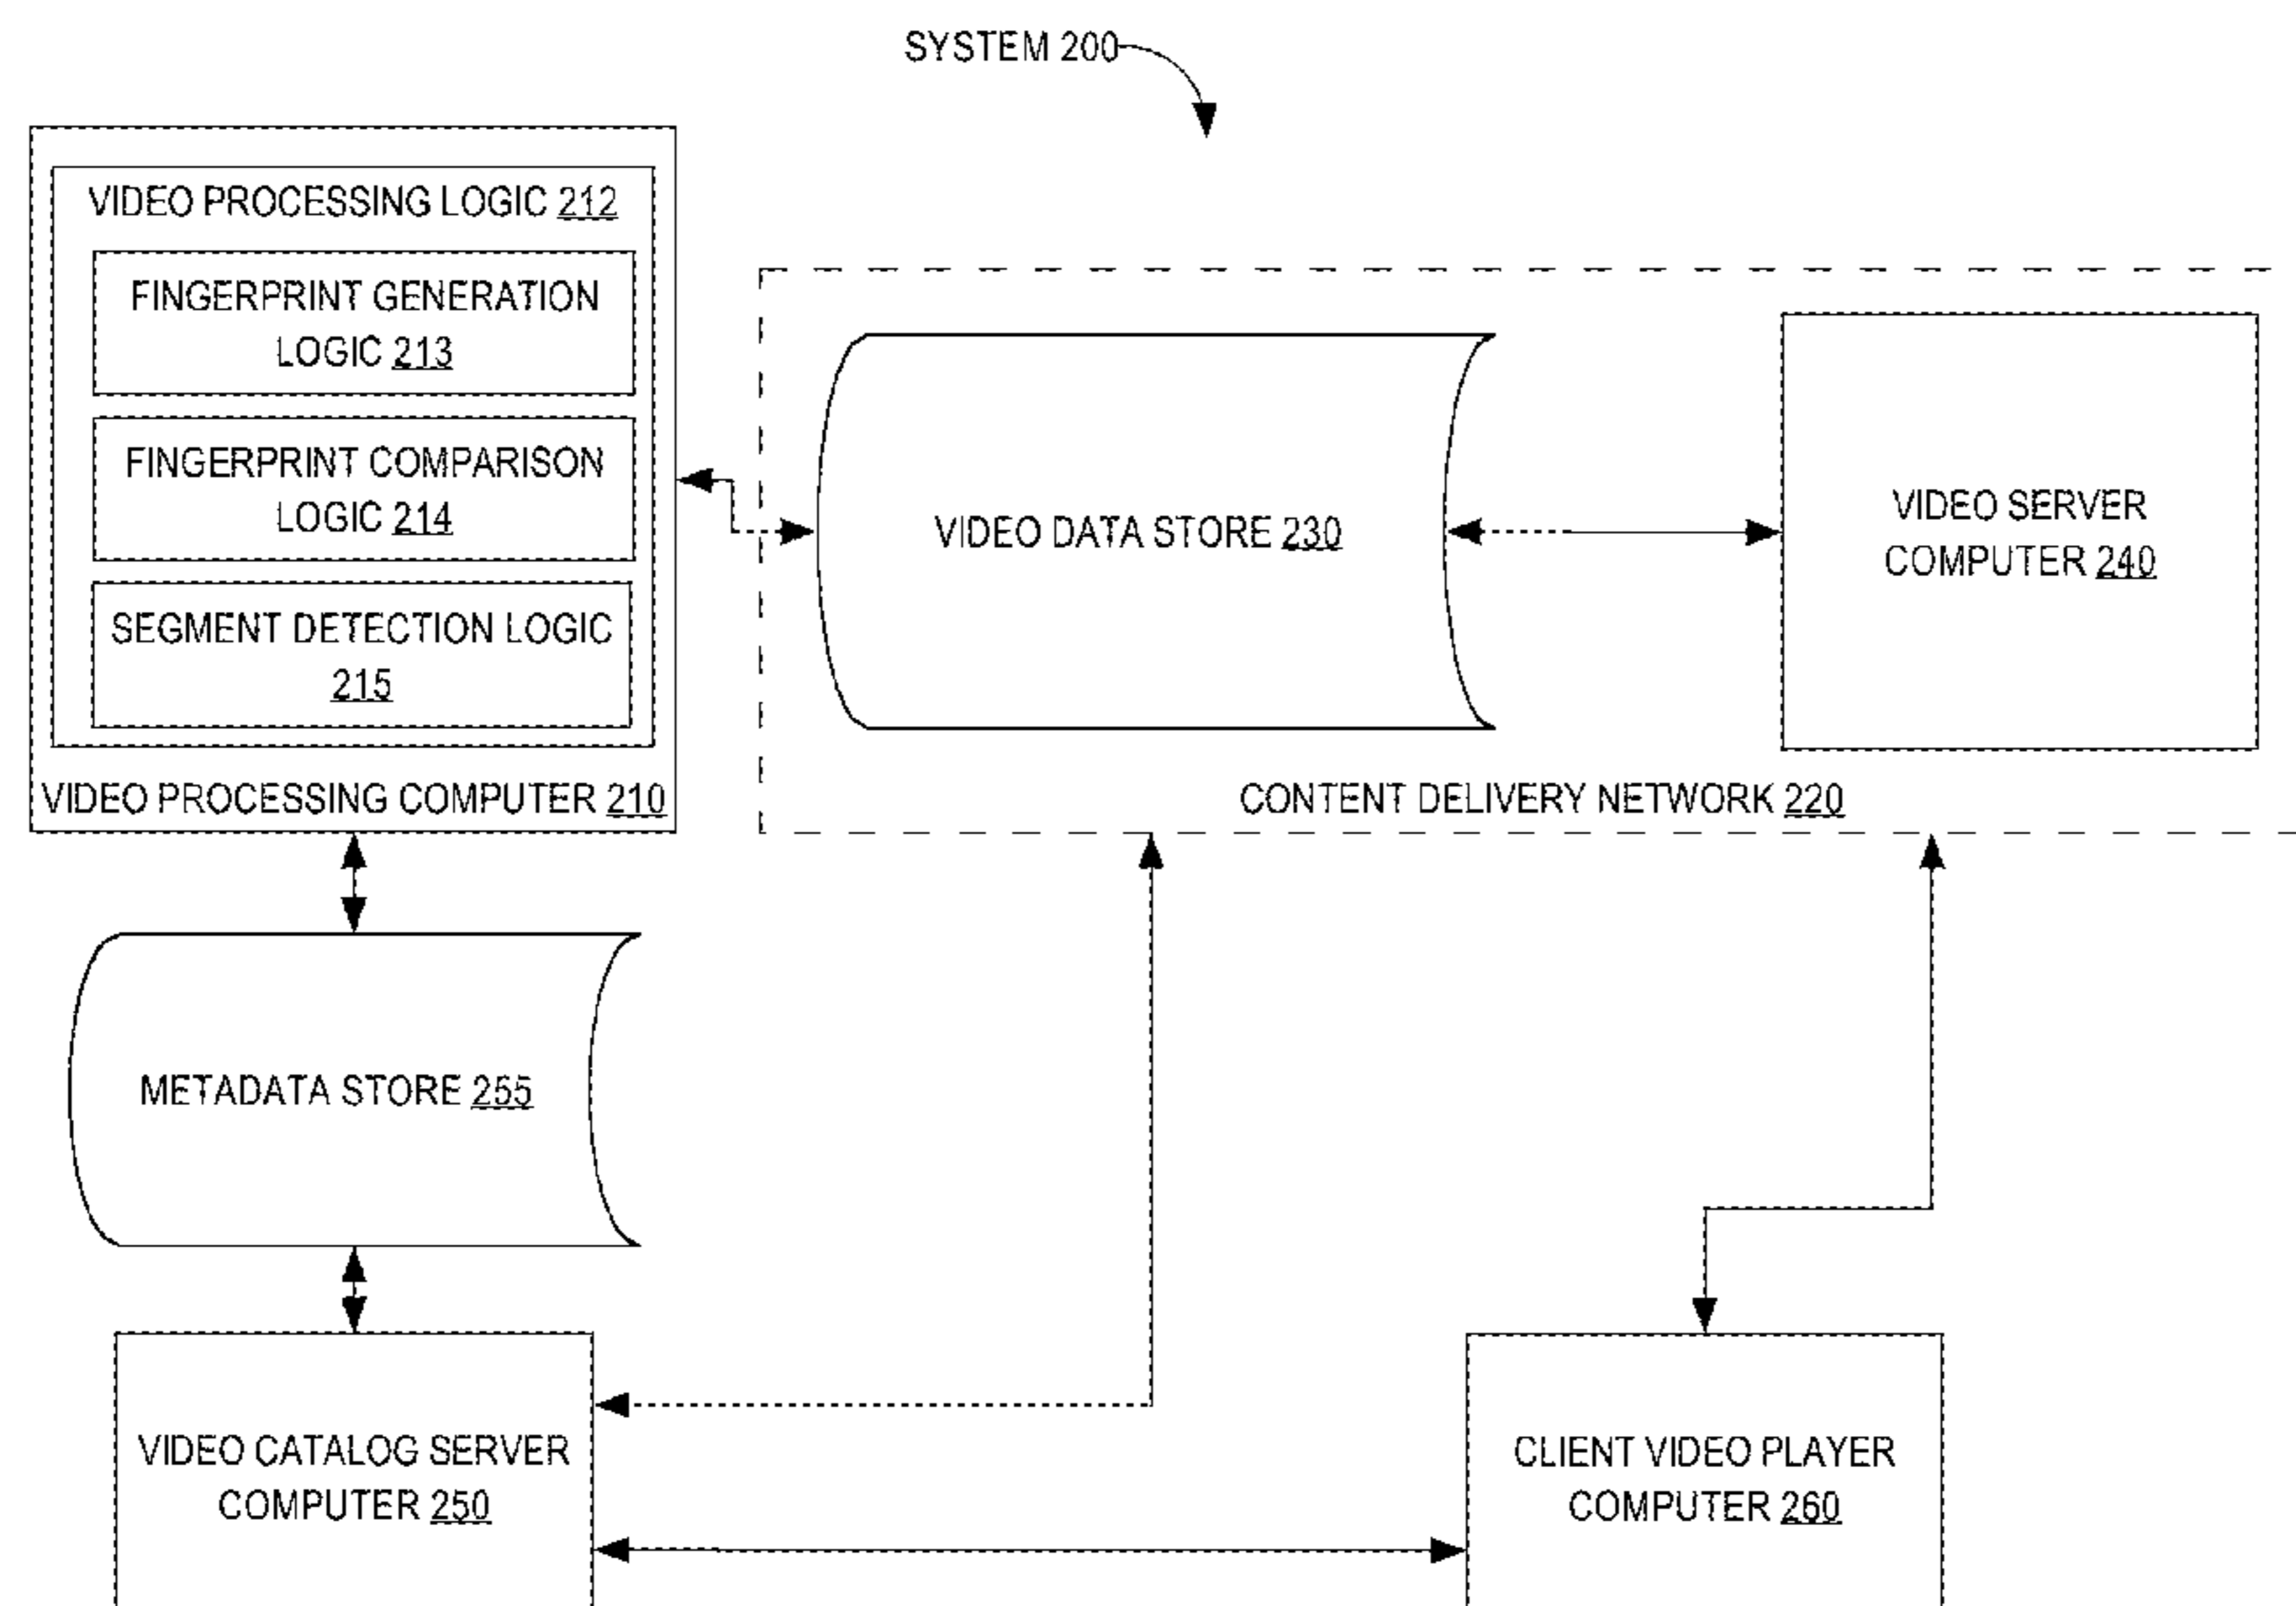 SYSTEM 200
VIDEO PROCESSING LOGIC 212
FINGERPRINT GENERATION
LOGIC 213
FINGERPRINT COMPARISON
LOGIC 214
SEGMENT DETECTION LOGIC
215
VIDEO PROCESSING COMPUTER 210
VIDEO DATA STORE 230
VIDEO SERVER
COMPUTER 240
CONTENT DELIVERY NETWORK 220
METADATA STORE 255
VIDEO CATALOG SERVER
COMPUTER 250
CLIENT VIDEO PLAYER
COMPUTER 260